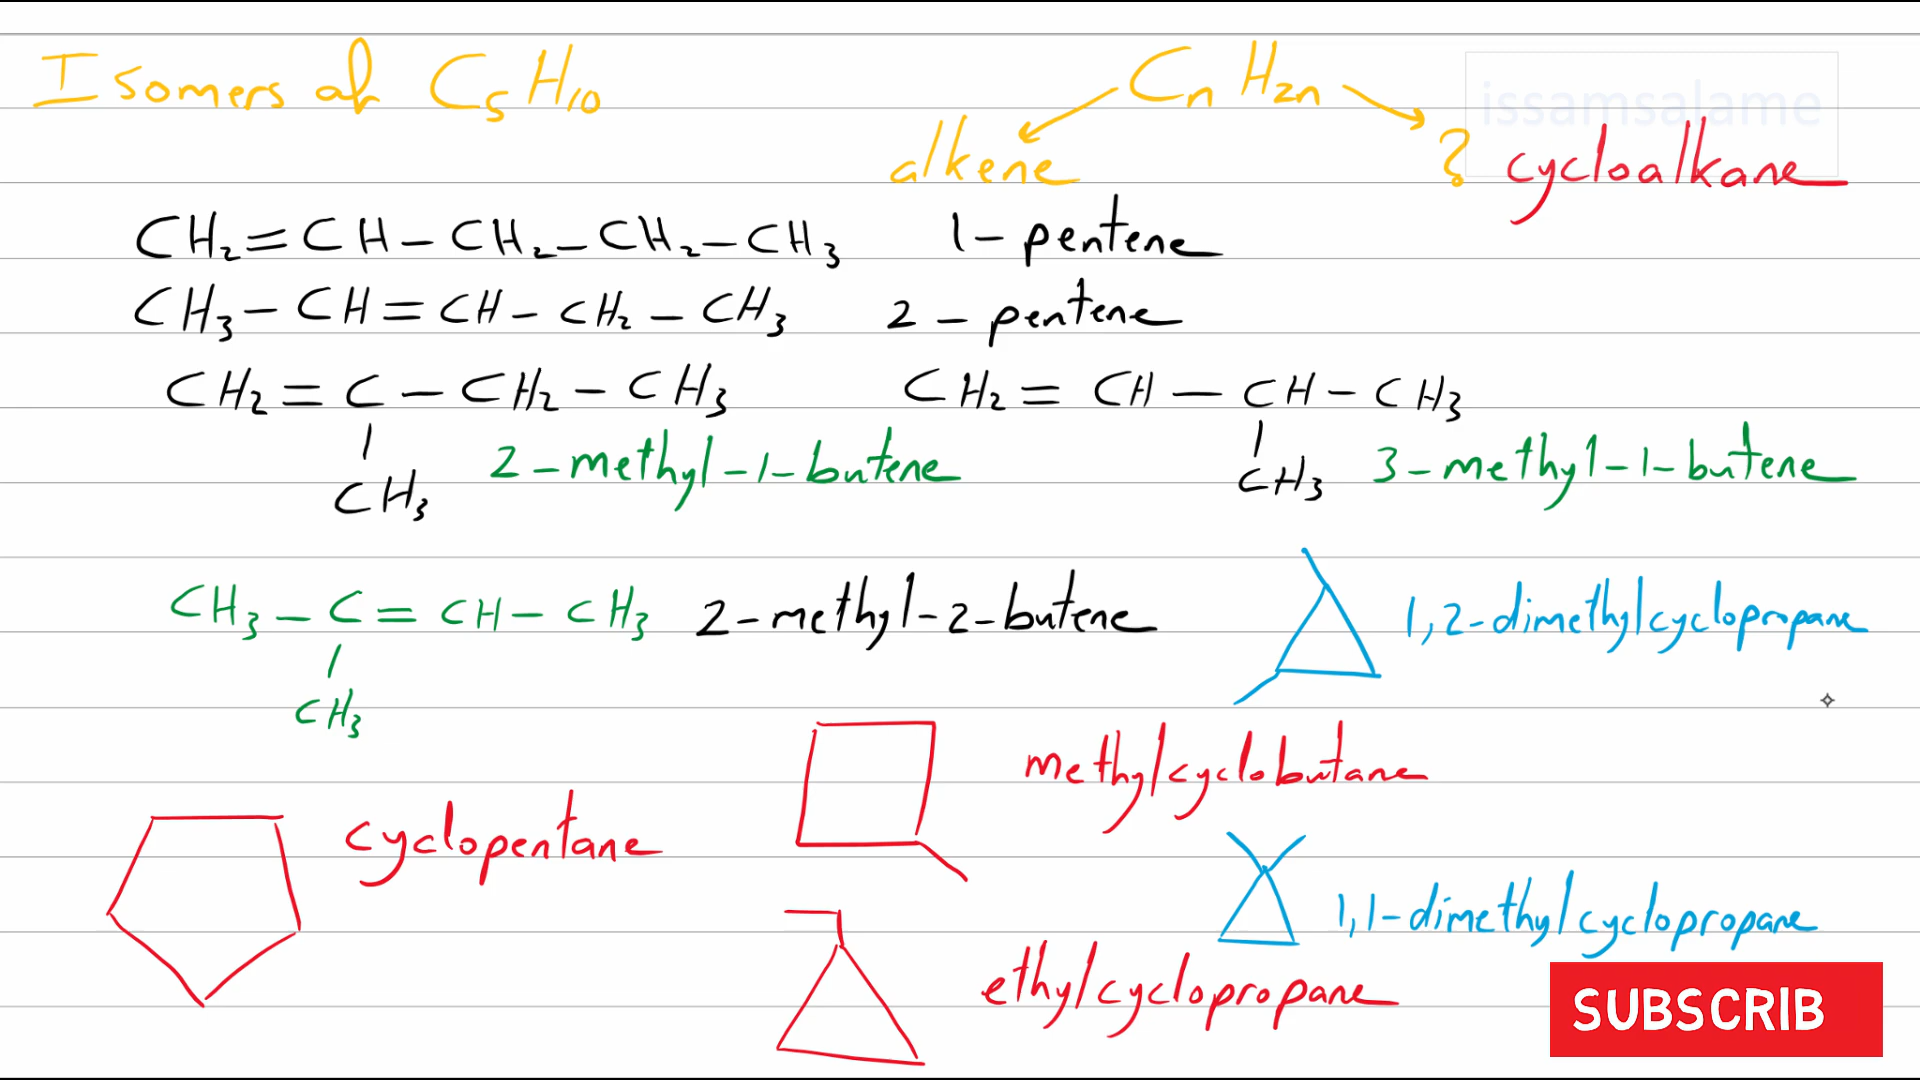 Isomers of C₅H₁₀
CₙH₂ₙ
issamsalame
alkene
? cycloalkane
CH₂=CH-CH₂-CH₂-CH₃ 1-pentene
CH₃-CH=CH-CH₂-CH₃ 2-pentene
CH₂=C-CH₂-CH₃ CH₂=CH-CH-CH₃
CH₃ 2-methyl-1-butene CH₃ 3-methyl-1-butene
CH₃-C=CH-CH₃ 2-methyl-2-butene
CH₃
1,2-dimethylcyclopropane
methylcyclobutane
cyclopentane
1,1-dimethylcyclopropane
ethylcyclopropane
SUBSCRIB